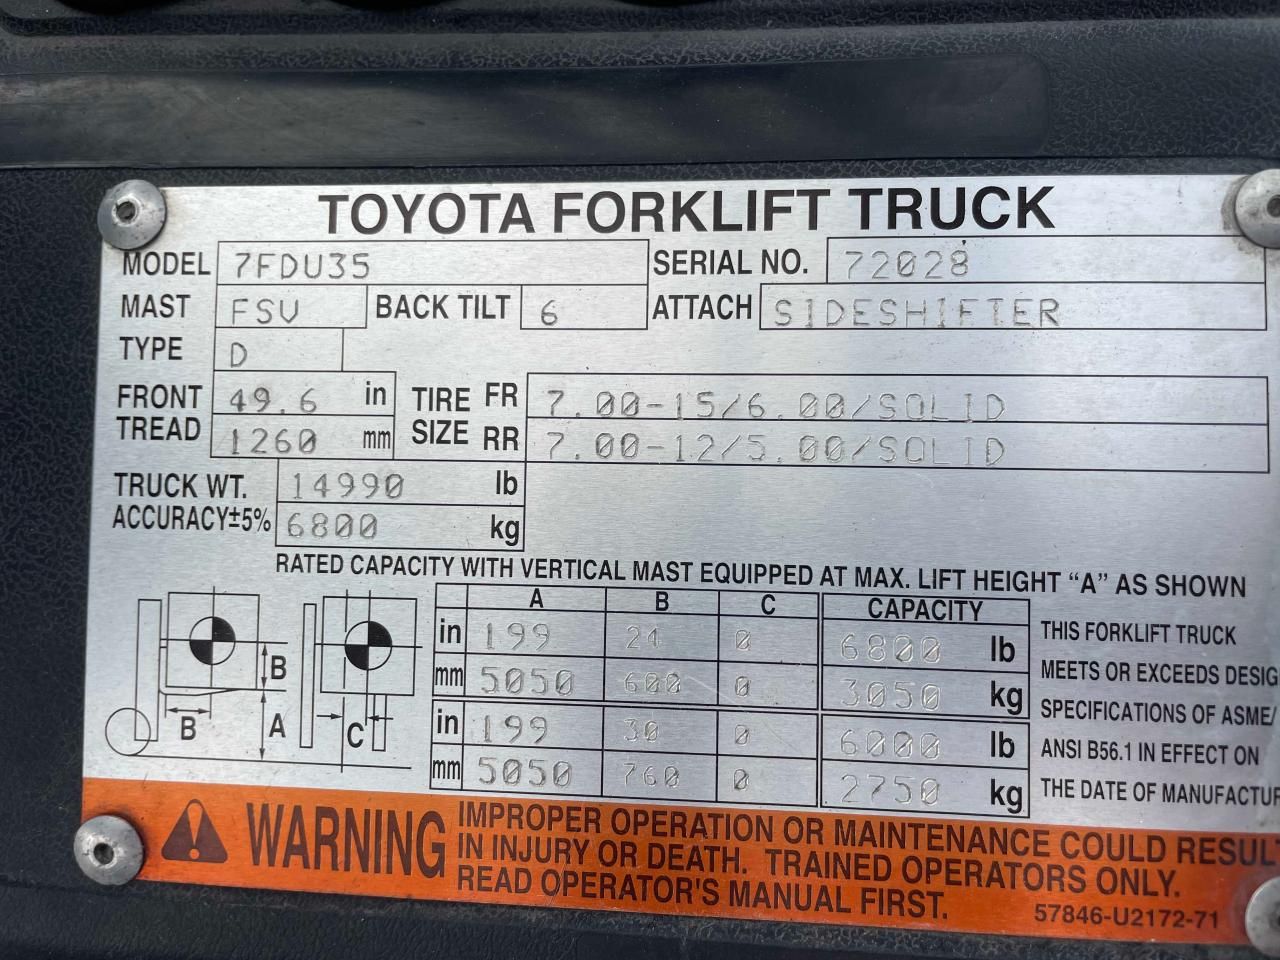 TOYOTA FORKLIFT TRUCK
MODEL 7FDU35 SERIAL NO. 72028
MAST FSV BACK TILT 6 ATTACH SIDESHIFTER
TYPE D
FRONT TREAD 49.6 in TIRE SIZE FR 7.00-15/6.00/SOLID
1260 mm RR 7.00-12/5.00/SOLID
TRUCK WT. 14990 lb
ACCURACY±5% 6800 kg
RATED CAPACITY WITH VERTICAL MAST EQUIPPED AT MAX. LIFT HEIGHT “A” AS SHOWN
A B C CAPACITY
in 199 24 0 6800 lb
mm 5050 600 0 3050 kg
in 199 30 0 6000 lb
mm 5050 760 0 2750 kg
B
B A C
THIS FORKLIFT TRUCK
MEETS OR EXCEEDS DESIG
SPECIFICATIONS OF ASME/
ANSI B56.1 IN EFFECT ON
THE DATE OF MANUFACTUR
WARNING
IMPROPER OPERATION OR MAINTENANCE COULD RESUL
IN INJURY OR DEATH. TRAINED OPERATORS ONLY.
READ OPERATOR'S MANUAL FIRST.
57846-U2172-71